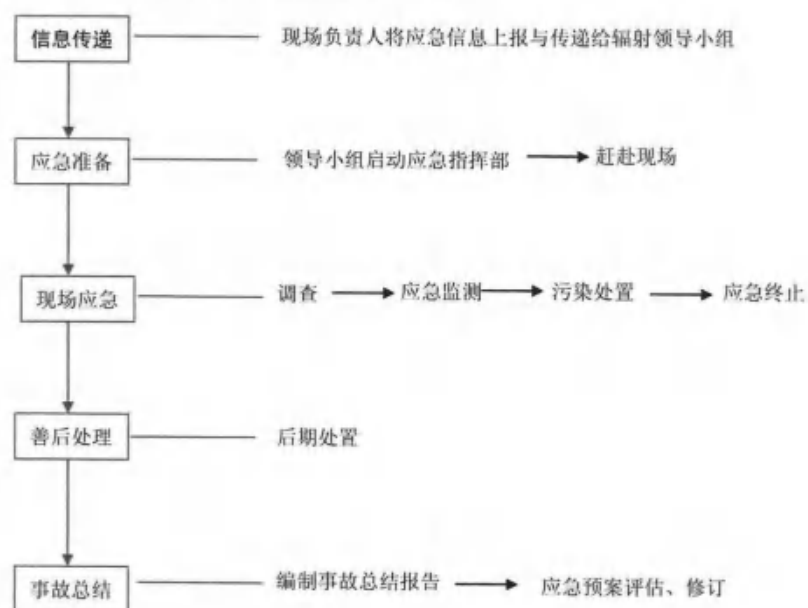 信息传递 现场负责人将应急信息上报与传递给辐射领导小组
应急准备 领导小组启动应急指挥部 赶赴现场
现场应急 调查 应急监测 污染处置 应急终止
善后处理 后期处置
事故总结 编制事故总结报告 应急预案评估、修订